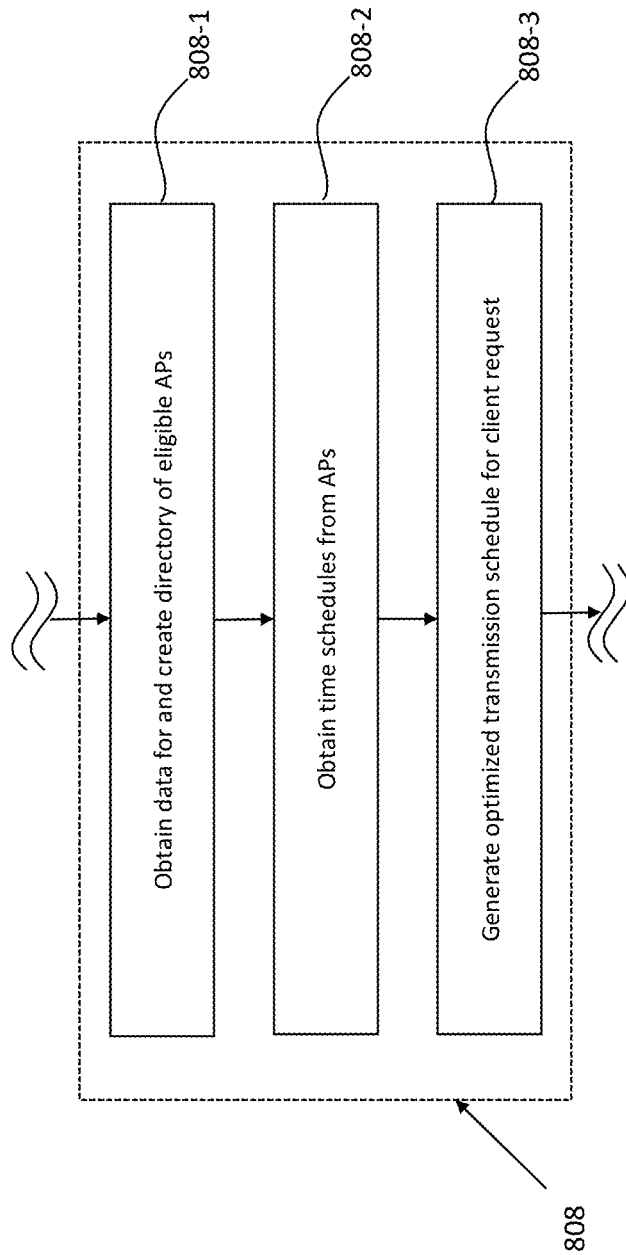 Obtain data for and create directory of eligible APs
808-1
Obtain time schedules from APs
808-2
Generate optimized transmission schedule for client request
808-3
808